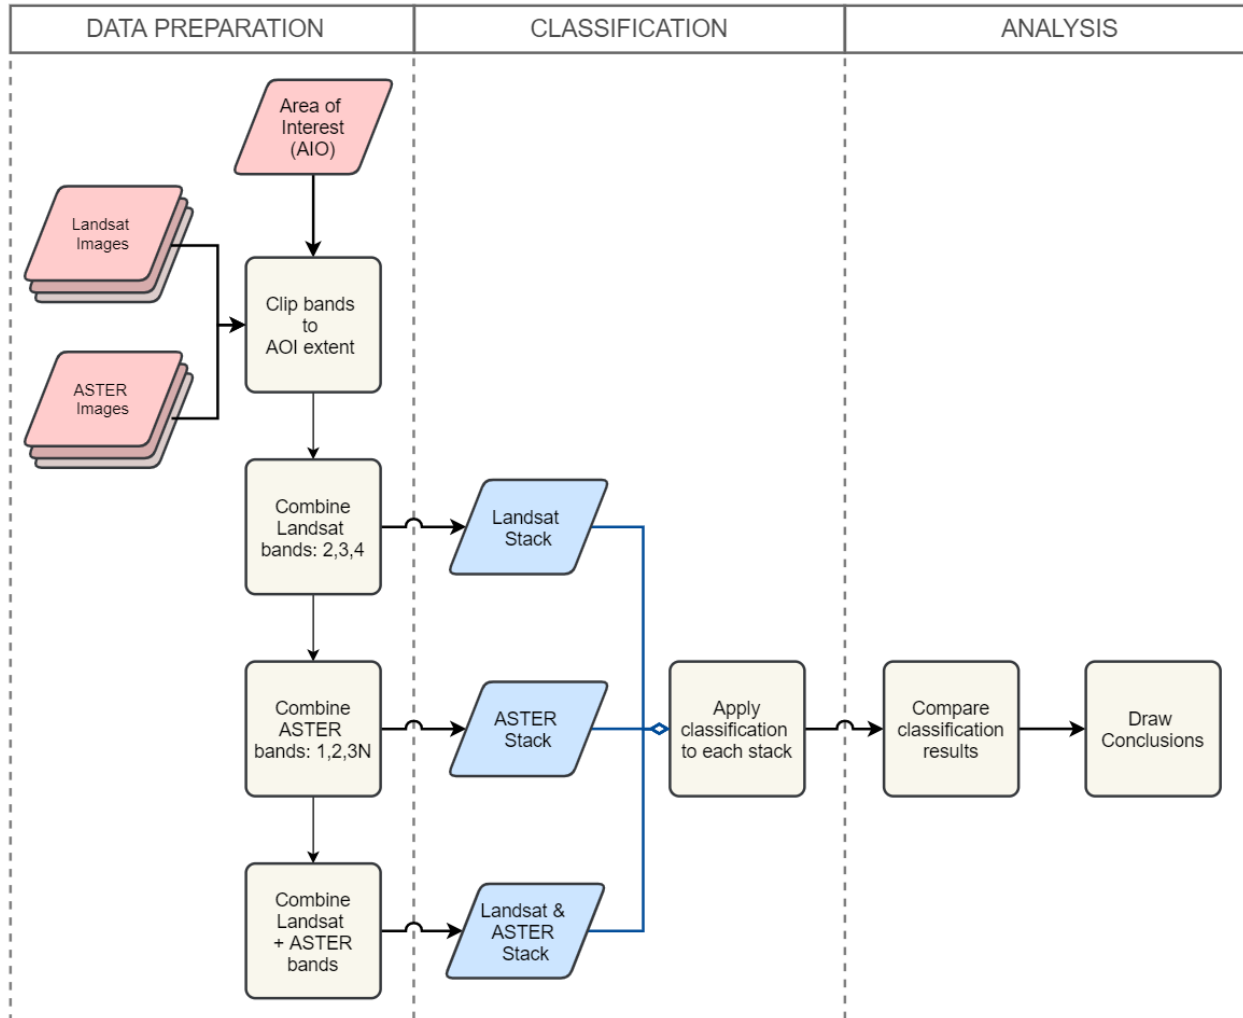 DATA PREPARATION
CLASSIFICATION
ANALYSIS
Area of
Interest
(AIO)
Landsat
Images
Clip bands
to
AOI extent
ASTER
Images
Combine
Landsat
bands: 2,3,4
Landsat
Stack
Combine
ASTER
bands: 1,2,3N
ASTER
Stack
Apply
classification
to each stack
Compare
classification
results
Draw
Conclusions
Combine
Landsat
+ ASTER
bands
Landsat &
ASTER
Stack